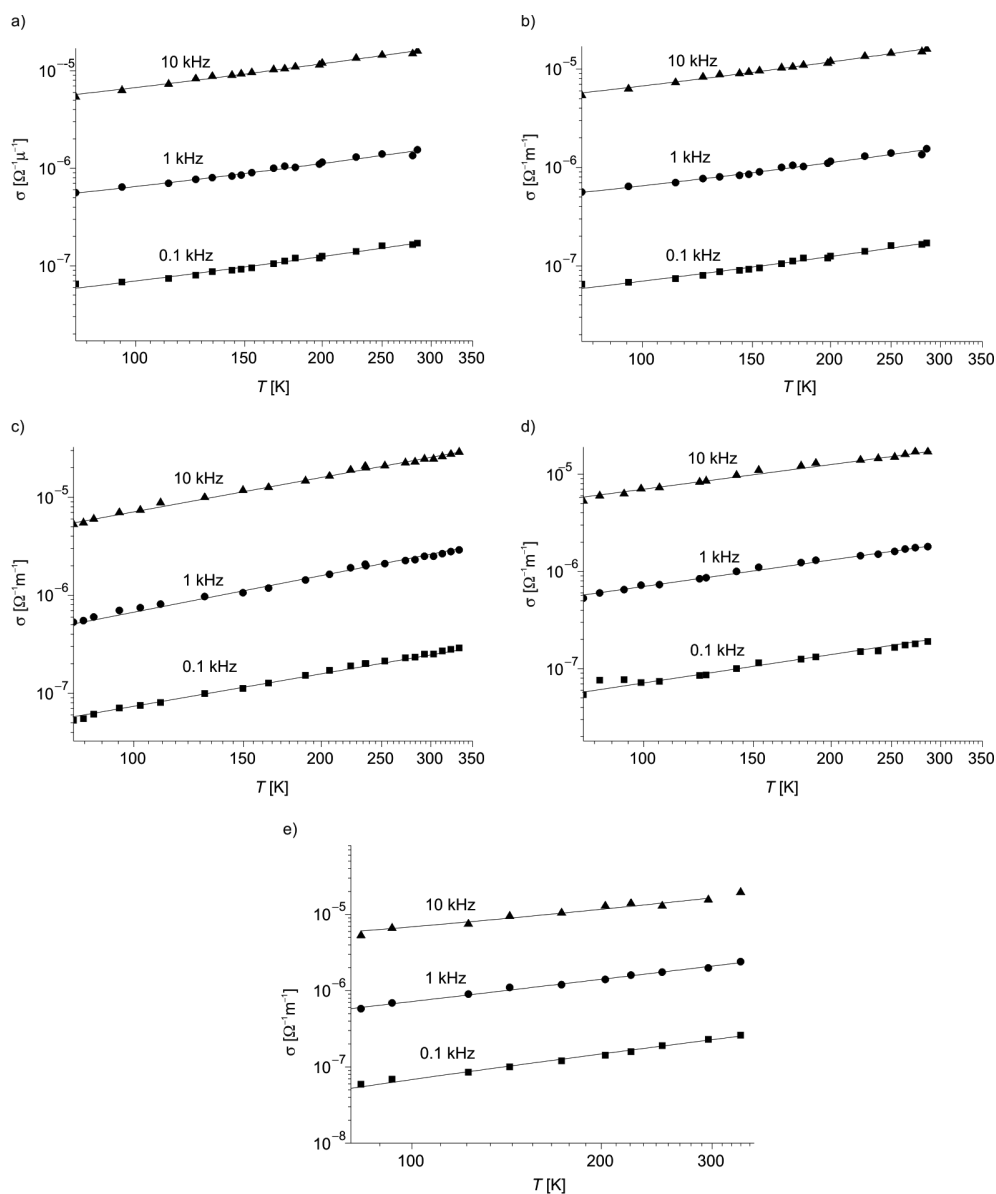 a)
10 kHz
1 kHz
0.1 kHz
10⁻⁵
10⁻⁶
10⁻⁷
σ [Ω⁻¹μ⁻¹]
100 150 200 250 300 350
T [K]
b)
10 kHz
1 kHz
0.1 kHz
10⁻⁵
10⁻⁶
10⁻⁷
σ [Ω⁻¹m⁻¹]
100 150 200 250 300 350
T [K]
c)
10 kHz
1 kHz
0.1 kHz
10⁻⁵
10⁻⁶
10⁻⁷
σ [Ω⁻¹m⁻¹]
100 150 200 250 300 350
T [K]
d)
10 kHz
1 kHz
0.1 kHz
10⁻⁵
10⁻⁶
10⁻⁷
σ [Ω⁻¹m⁻¹]
100 150 200 250 300 350
T [K]
e)
10 kHz
1 kHz
0.1 kHz
10⁻⁵
10⁻⁶
10⁻⁷
10⁻⁸
σ [Ω⁻¹m⁻¹]
100 200 300
T [K]